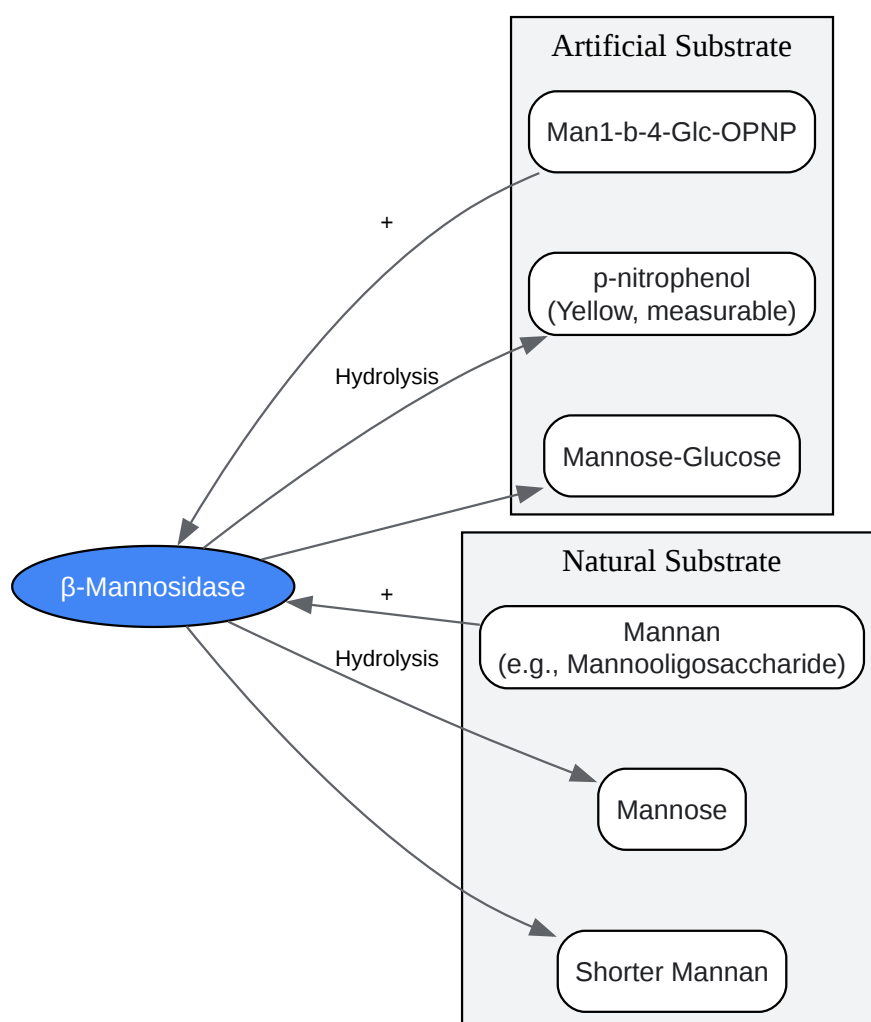 Artificial Substrate
Man1-b-4-Glc-OPNP
+
p-nitrophenol
(Yellow, measurable)
Hydrolysis
Mannose-Glucose
Natural Substrate
β-Mannosidase
+
Mannan
(e.g., Mannooligosaccharide)
Hydrolysis
Mannose
Shorter Mannan